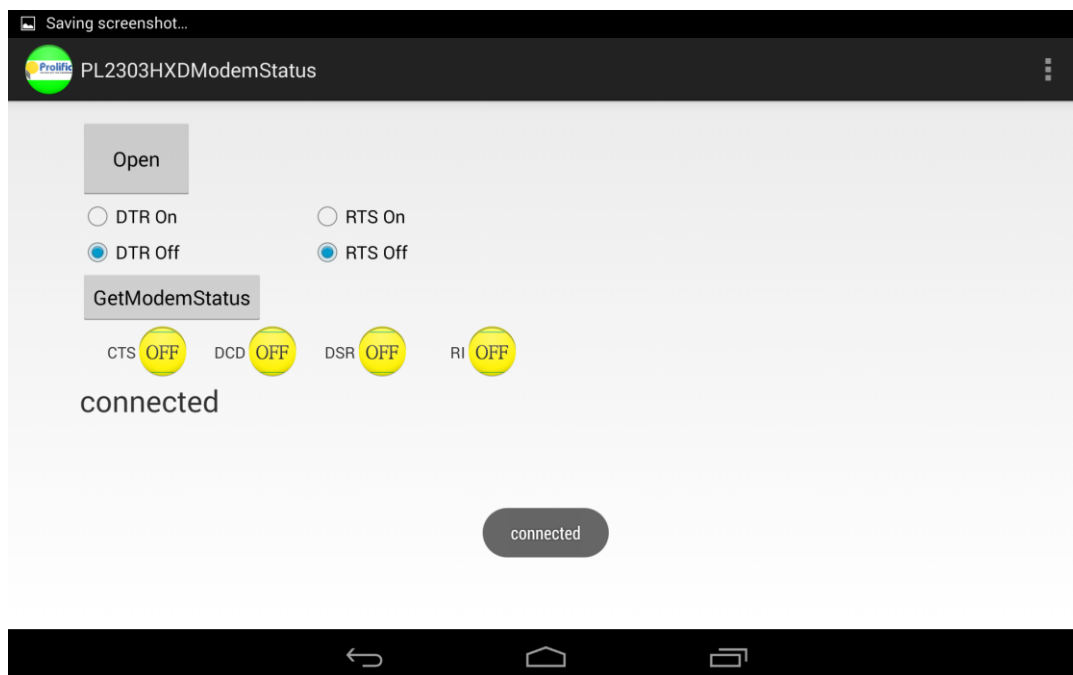 Saving screenshot...
Prolific PL2303HXDModemStatus
Open
DTR On RTS On
DTR Off RTS Off
GetModemStatus
CTS OFF DCD OFF DSR OFF RI OFF
connected
connected